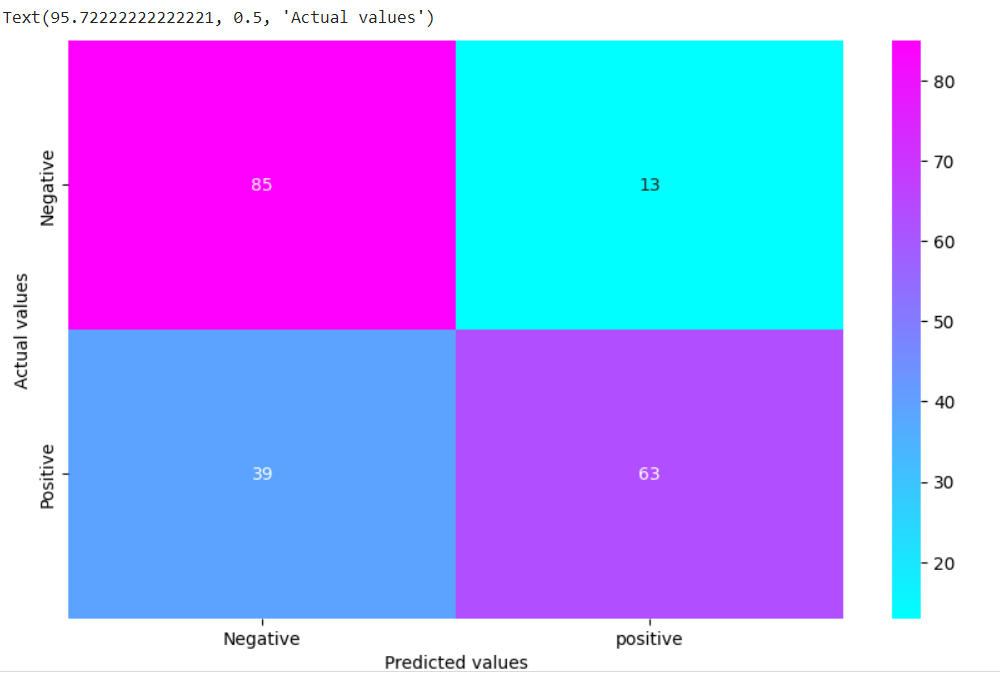 Text(95.72222222222221, 0.5, 'Actual values')
80
70
60
50
40
30
20
Actual values
Negative
Positive
85
13
39
63
Negative
positive
Predicted values